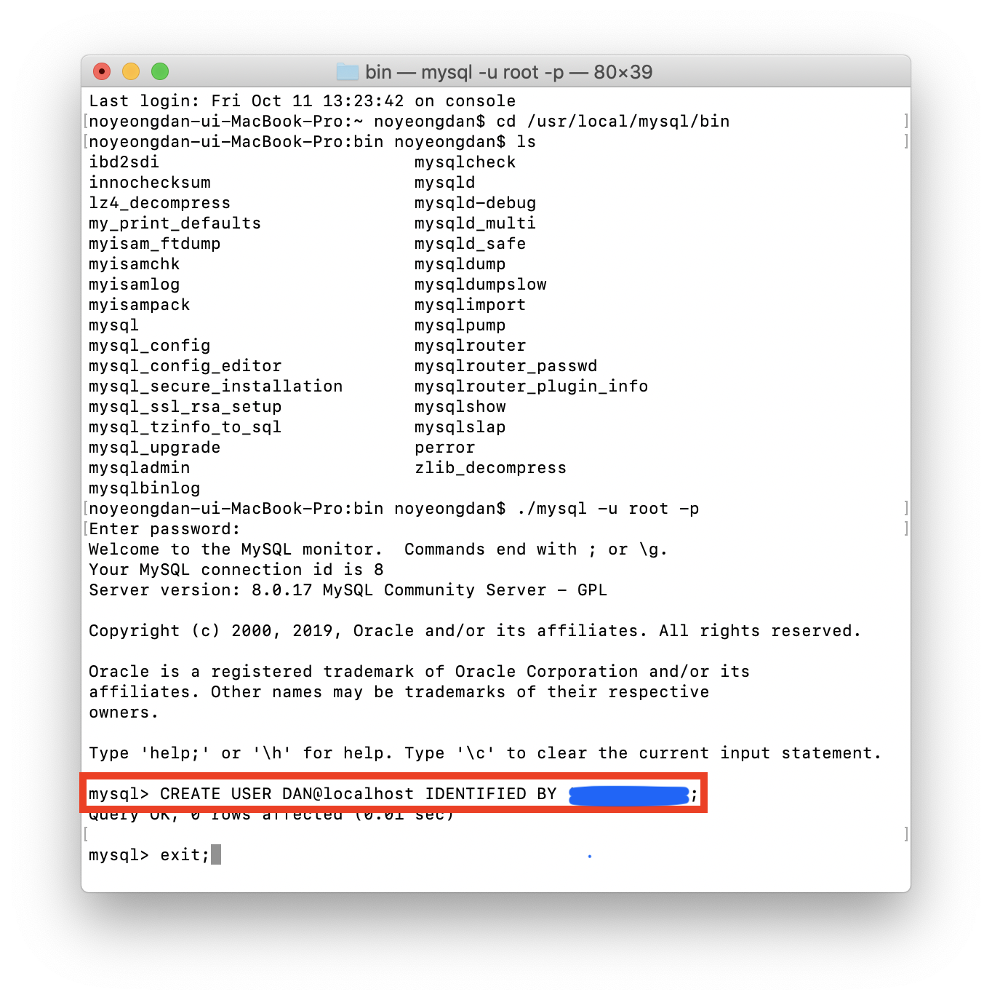 bin — mysql -u root -p — 80×39
Last login: Fri Oct 11 13:23:42 on console
[noyeongdan-ui-MacBook-Pro:~ noyeongdan$ cd /usr/local/mysql/bin ]
[noyeongdan-ui-MacBook-Pro:bin noyeongdan$ ls ]
ibd2sdi mysqlcheck
innochecksum mysqld
lz4_decompress mysqld-debug
my_print_defaults mysqld_multi
myisam_ftdump mysqld_safe
myisamchk mysqldump
myisamlog mysqldumpslow
myisampack mysqlimport
mysql mysqlpump
mysql_config mysqlrouter
mysql_config_editor mysqlrouter_passwd
mysql_secure_installation mysqlrouter_plugin_info
mysql_ssl_rsa_setup mysqlshow
mysql_tzinfo_to_sql mysqlslap
mysql_upgrade perror
mysqladmin zlib_decompress
mysqlbinlog
[noyeongdan-ui-MacBook-Pro:bin noyeongdan$ ./mysql -u root -p ]
[Enter password: ]
Welcome to the MySQL monitor.  Commands end with ; or \g.
Your MySQL connection id is 8
Server version: 8.0.17 MySQL Community Server - GPL
Copyright (c) 2000, 2019, Oracle and/or its affiliates. All rights reserved.
Oracle is a registered trademark of Oracle Corporation and/or its
affiliates. Other names may be trademarks of their respective
owners.
Type 'help;' or '\h' for help. Type '\c' to clear the current input statement.
mysql> CREATE USER DAN@localhost IDENTIFIED BY ;
Query OK, 0 rows affected (0.01 sec)
[ ]
mysql> exit;